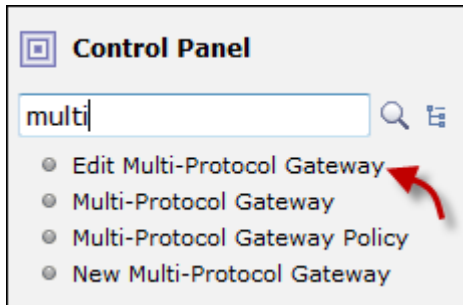 Control Panel
multi
Edit Multi-Protocol Gateway
Multi-Protocol Gateway
Multi-Protocol Gateway Policy
New Multi-Protocol Gateway